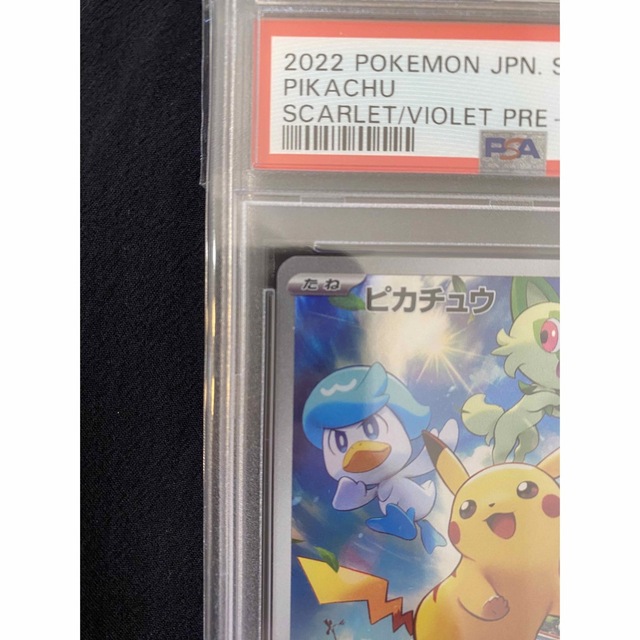 2022 POKEMON JPN. S
PIKACHU
SCARLET/VIOLET PRE-
PSA
たね ピカチュウ